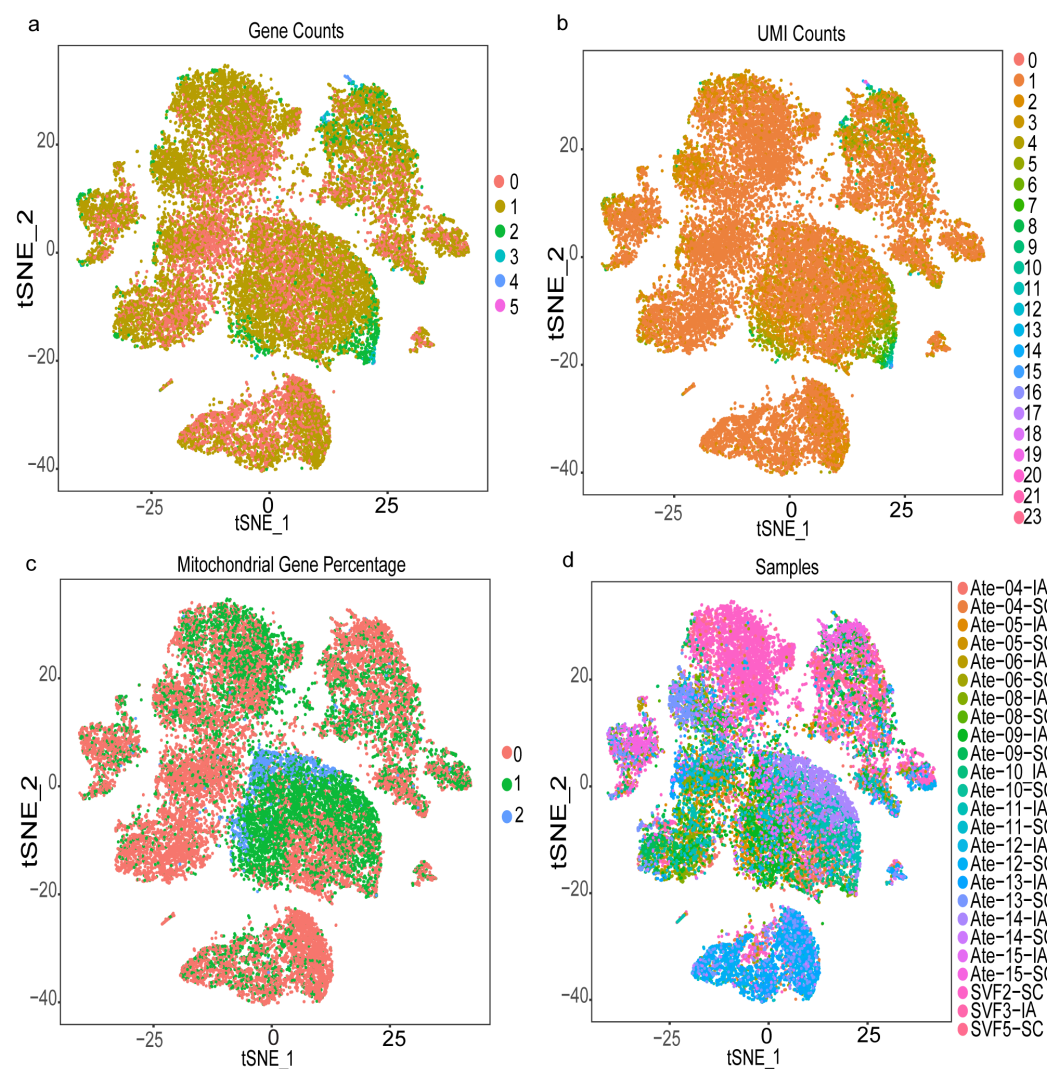 a
Gene Counts
tSNE_2
20
0
−20
−40
−25
0
25
tSNE_1
0
1
2
3
4
5
b
UMI Counts
tSNE_2
20
0
−20
−40
−25
0
25
tSNE_1
0
1
2
3
4
5
6
7
8
9
10
11
12
13
14
15
16
17
18
19
20
21
23
c
Mitochondrial Gene Percentage
tSNE_2
20
0
−20
−40
−25
0
25
tSNE_1
0
1
2
d
Samples
tSNE_2
20
0
−20
−40
−25
0
25
tSNE_1
Ate−04−IA
Ate−04−SC
Ate−05−IA
Ate−05−SC
Ate−06−IA
Ate−06−SC
Ate−08−IA
Ate−08−SC
Ate−09−IA
Ate−09−SC
Ate−10−IA
Ate−10−SC
Ate−11−IA
Ate−11−SC
Ate−12−IA
Ate−12−SC
Ate−13−IA
Ate−13−SC
Ate−14−IA
Ate−14−SC
Ate−15−IA
Ate−15−SC
SVF2−SC
SVF3−IA
SVF5−SC